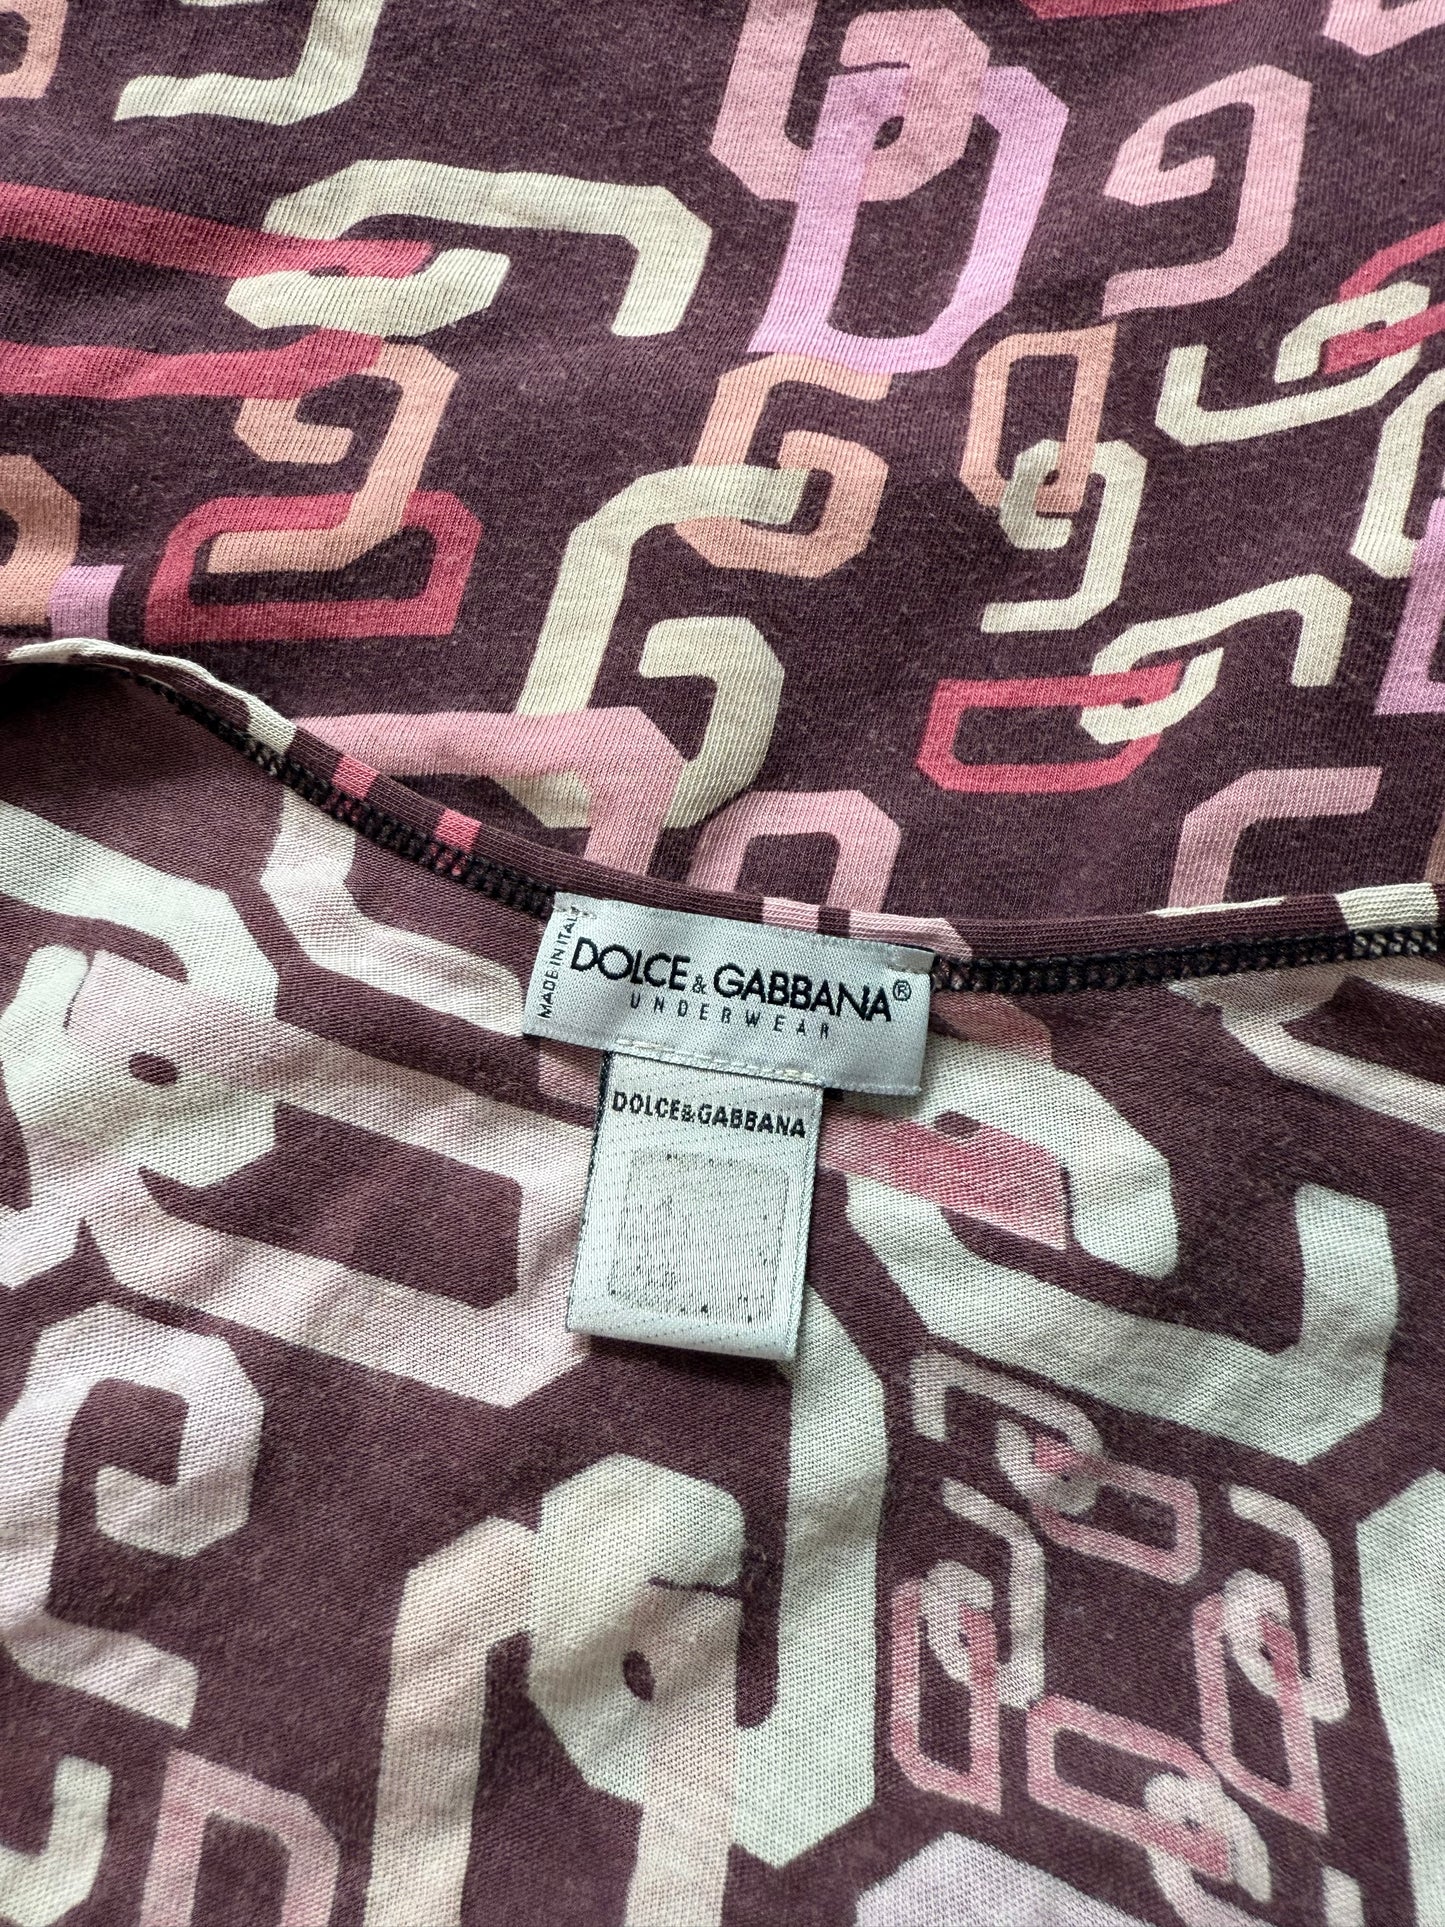 MADE IN ITALY
DOLCE & GABBANA®
UNDERWEAR
DOLCE&GABBANA